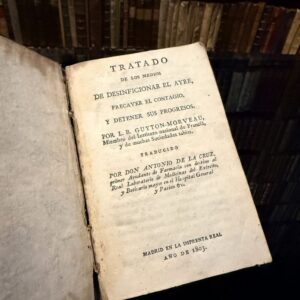 TRATADO
DE LOS MEDIOS
DE DESINFICIONAR EL AYRE,
PRECAVER EL CONTAGIO,
Y DETENER SUS PROGRESOS.
POR L. B. GUYTON-MORVEAU,
Miembro del Instituto nacional de Francia,
y de muchas Sociedades sabias.
TRADUCIDO
POR DON ANTONIO DE LA CRUZ,
primer Ayudante de Farmacia con destino al
Real Laboratorio de Medicinas del Exército,
y Boticario mayor en el Hospital General
y Pasion &c.
MADRID EN LA IMPRENTA REAL
AÑO DE 1803.